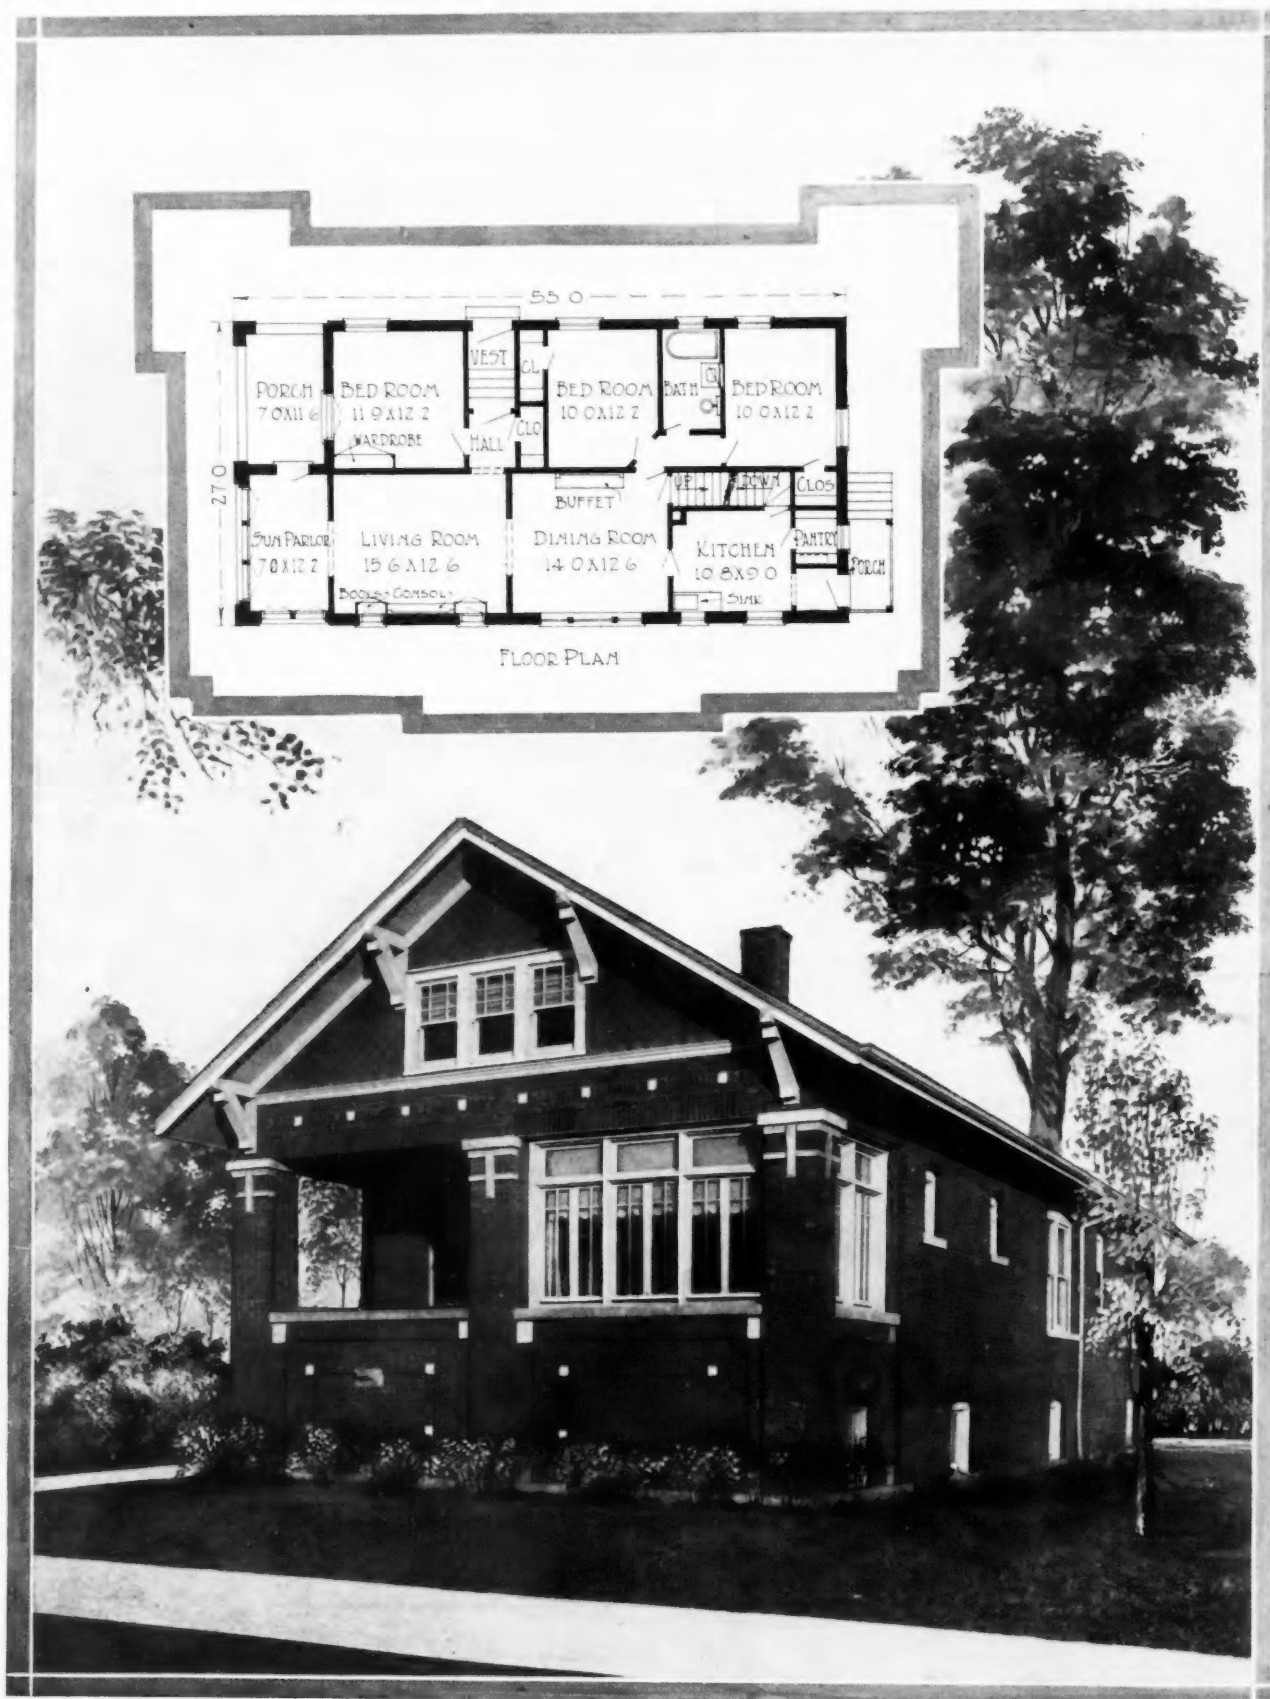 55 0
27 0
PORCH
7 0 X 11 6
BED ROOM
11 9 X 12 2
WARDROBE
VEST
HALL
CL
CLO
BED ROOM
10 0 X 12 2
BATH
BED ROOM
10 0 X 12 2
SUN PARLOR
7 0 X 12 2
LIVING ROOM
15 6 X 12 6
BOOKS CONSOLS
BUFFET
DINING ROOM
14 0 X 12 6
UP
DOWN
CLOS
KITCHEN
10 8 X 9 0
SINK
PANTRY
PORCH
FLOOR PLAN